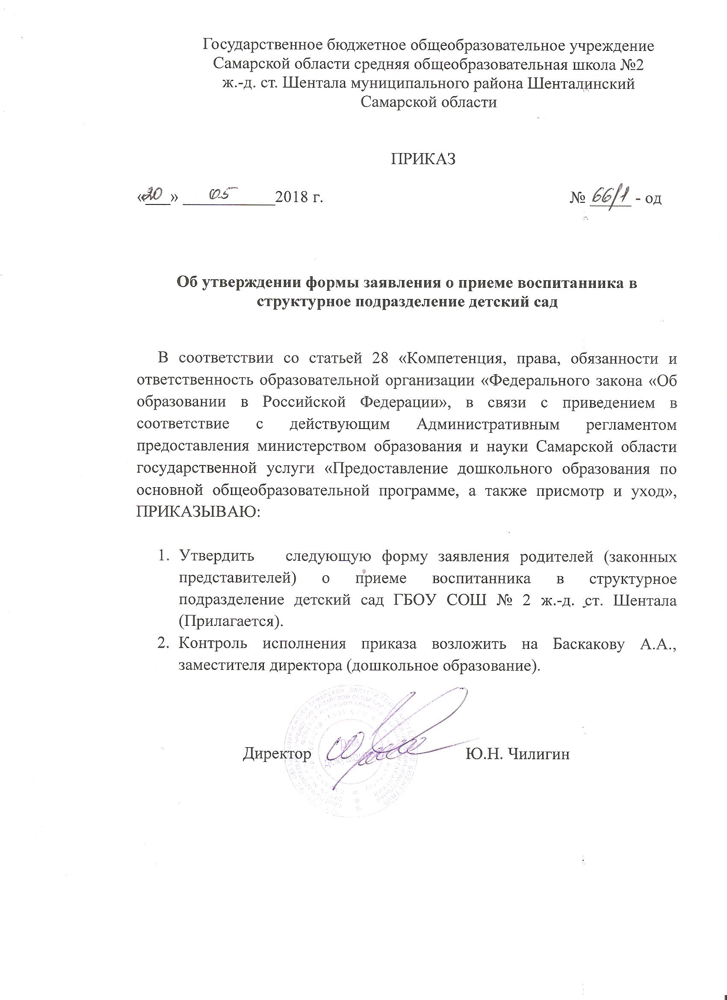 Государственное бюджетное общеобразовательное учреждение
Самарской области средняя общеобразовательная школа №2
ж.-д. ст. Шентала муниципального района Шенталинский
Самарской области
ПРИКАЗ
«20» 05 2018 г. № 66/1 - од
Об утверждении формы заявления о приеме воспитанника в
структурное подразделение детский сад
В соответствии со статьей 28 «Компетенция, права, обязанности и
ответственность образовательной организации «Федерального закона «Об
образовании в Российской Федерации», в связи с приведением в
соответствие с действующим Административным регламентом
предоставления министерством образования и науки Самарской области
государственной услуги «Предоставление дошкольного образования по
основной общеобразовательной программе, а также присмотр и уход»,
ПРИКАЗЫВАЮ:
1. Утвердить следующую форму заявления родителей (законных
представителей) о приеме воспитанника в структурное
подразделение детский сад ГБОУ СОШ № 2 ж.-д. ст. Шентала
(Прилагается).
2. Контроль исполнения приказа возложить на Баскакову А.А.,
заместителя директора (дошкольное образование).
Директор Ю.Н. Чилигин